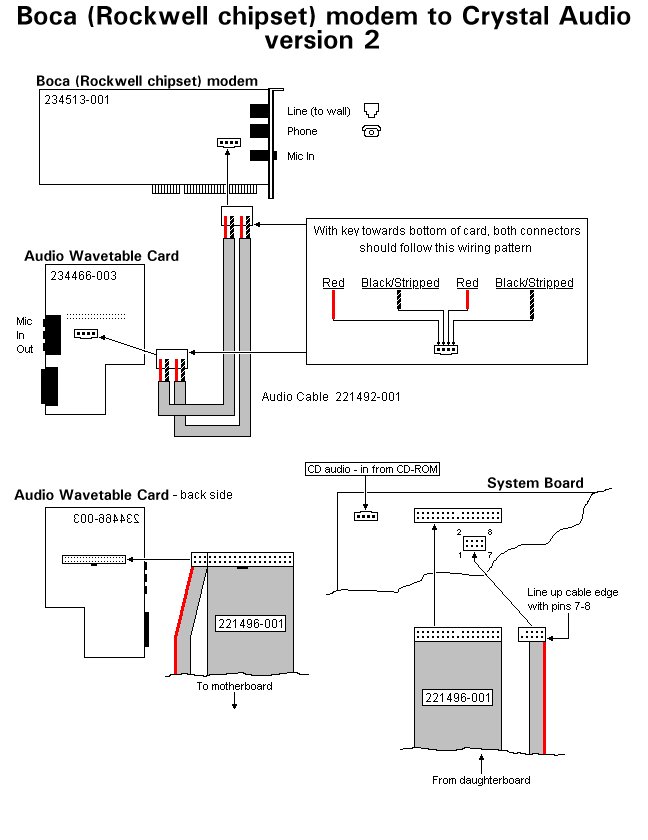 Boca (Rockwell chipset) modem to Crystal Audio
version 2
Boca (Rockwell chipset) modem
234513-001
Line (to wall)
Phone
Mic In
With key towards bottom of card, both connectors
should follow this wiring pattern
Red Black/Stripped Red Black/Stripped
Audio Wavetable Card
234466-003
Mic
In
Out
Audio Cable 221492-001
CD audio - in from CD-ROM
System Board
Audio Wavetable Card - back side
234466-003
2 8
1 7
Line up cable edge
with pins 7-8
221496-001
To motherboard
221496-001
From daughterboard